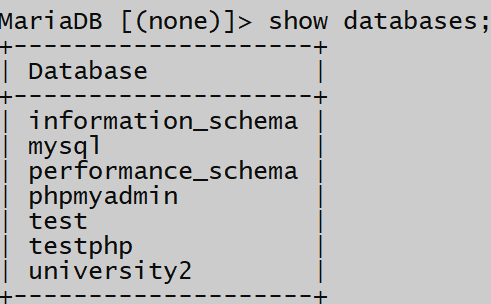 MariaDB [(none)]> show databases;
+--------------------+
| Database           |
+--------------------+
| information_schema |
| mysql              |
| performance_schema |
| phpmyadmin         |
| test               |
| testphp            |
| university2        |
+--------------------+